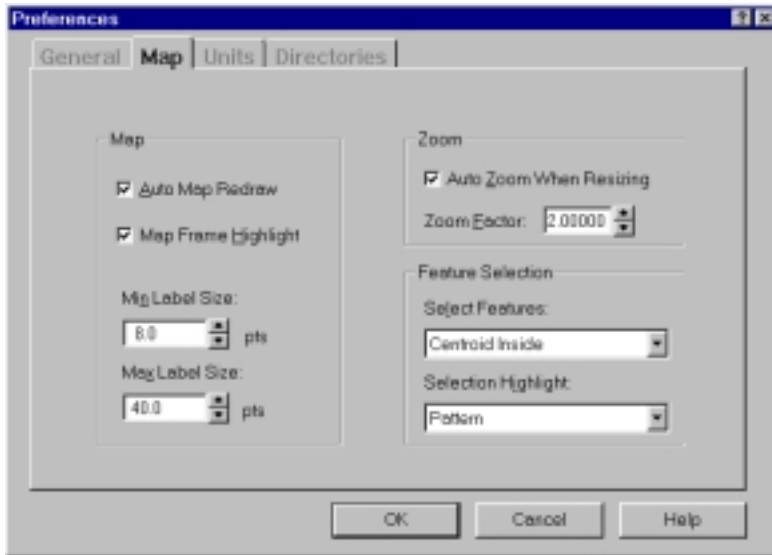 Preferences
General Map Units Directories
Map
Auto Map Redraw
Map Frame Highlight
Min Label Size:
8.0 pts
Max Label Size:
40.0 pts
Zoom
Auto Zoom When Resizing
Zoom Factor: 2.00000
Feature Selection
Select Features:
Centroid Inside
Selection Highlight:
Pattern
OK Cancel Help